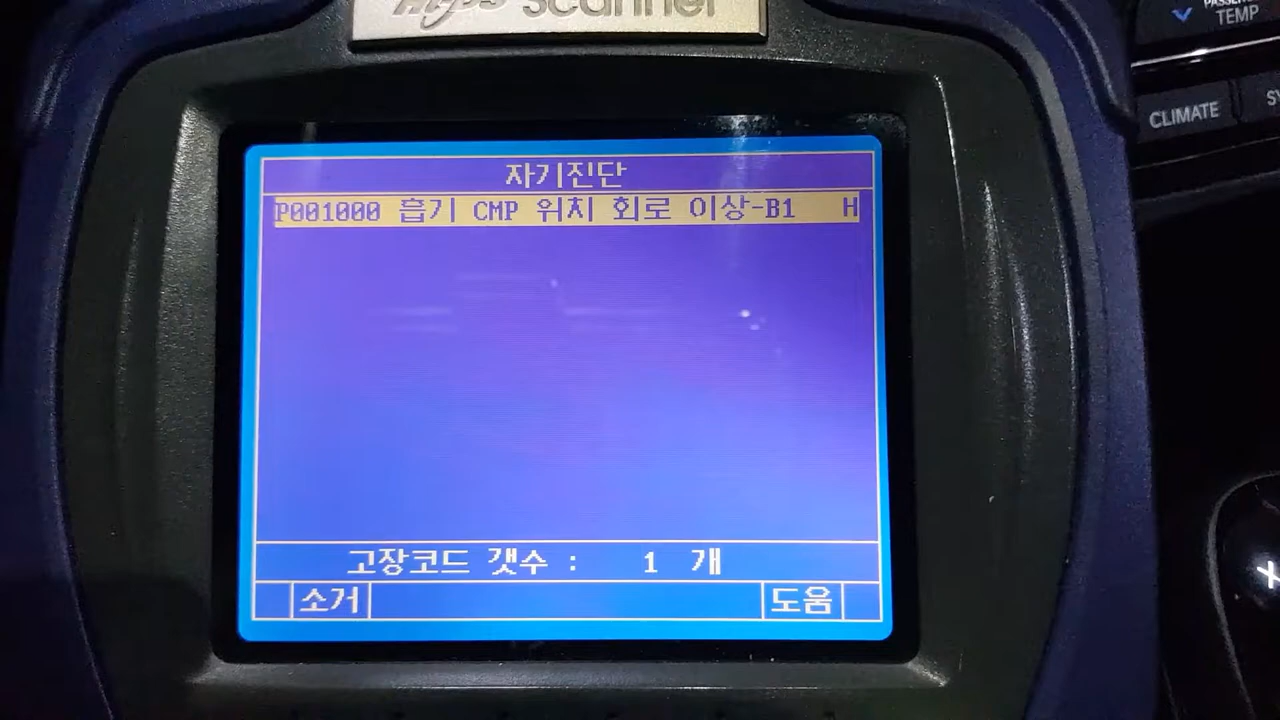 Scanner
TEMP
CLIMATE
자기진단
P001000 흡기 CMP 위치 회로 이상-B1 H
고장코드 갯수 : 1 개
소거
도움